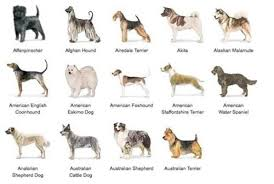 Affenpinscher
Afghan Hound
Airedale Terrier
Akita
Alaskan Malamute
American English
Coonhound
American
Eskimo Dog
American Foxhound
American
Staffordshire Terrier
American
Water Spaniel
Anatolian
Shepherd Dog
Australian
Cattle Dog
Australian Shepherd
Australian
Terrier